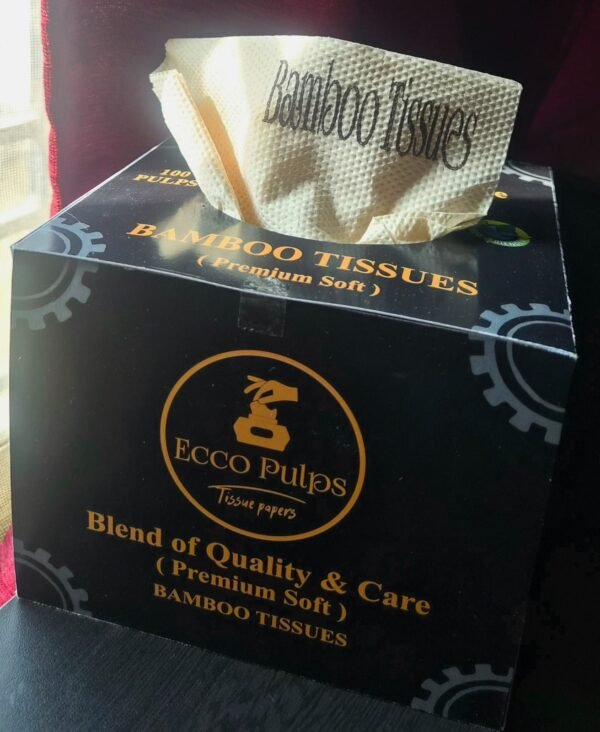 Bamboo Tissues
100
PULPS
BAMBOO TISSUES
( Premium Soft )
Ecco Pulps
Tissue papers
Blend of Quality & Care
( Premium Soft )
BAMBOO TISSUES